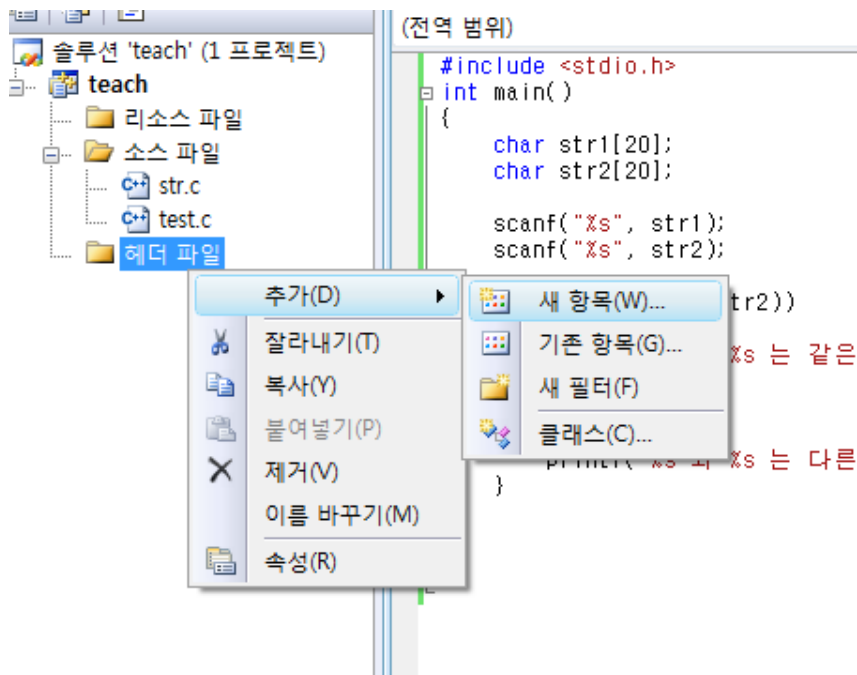 솔루션 'teach' (1 프로젝트)
teach
리소스 파일
소스 파일
str.c
test.c
헤더 파일
추가(D)
잘라내기(T)
복사(Y)
붙여넣기(P)
제거(V)
이름 바꾸기(M)
속성(R)
새 항목(W)...
기존 항목(G)...
새 필터(F)
클래스(C)...
(전역 범위)
#include <stdio.h>
int main()
{
char str1[20];
char str2[20];
scanf("%s", str1);
scanf("%s", str2);
tr2))
%s 는 같은
%s 는 다른
}